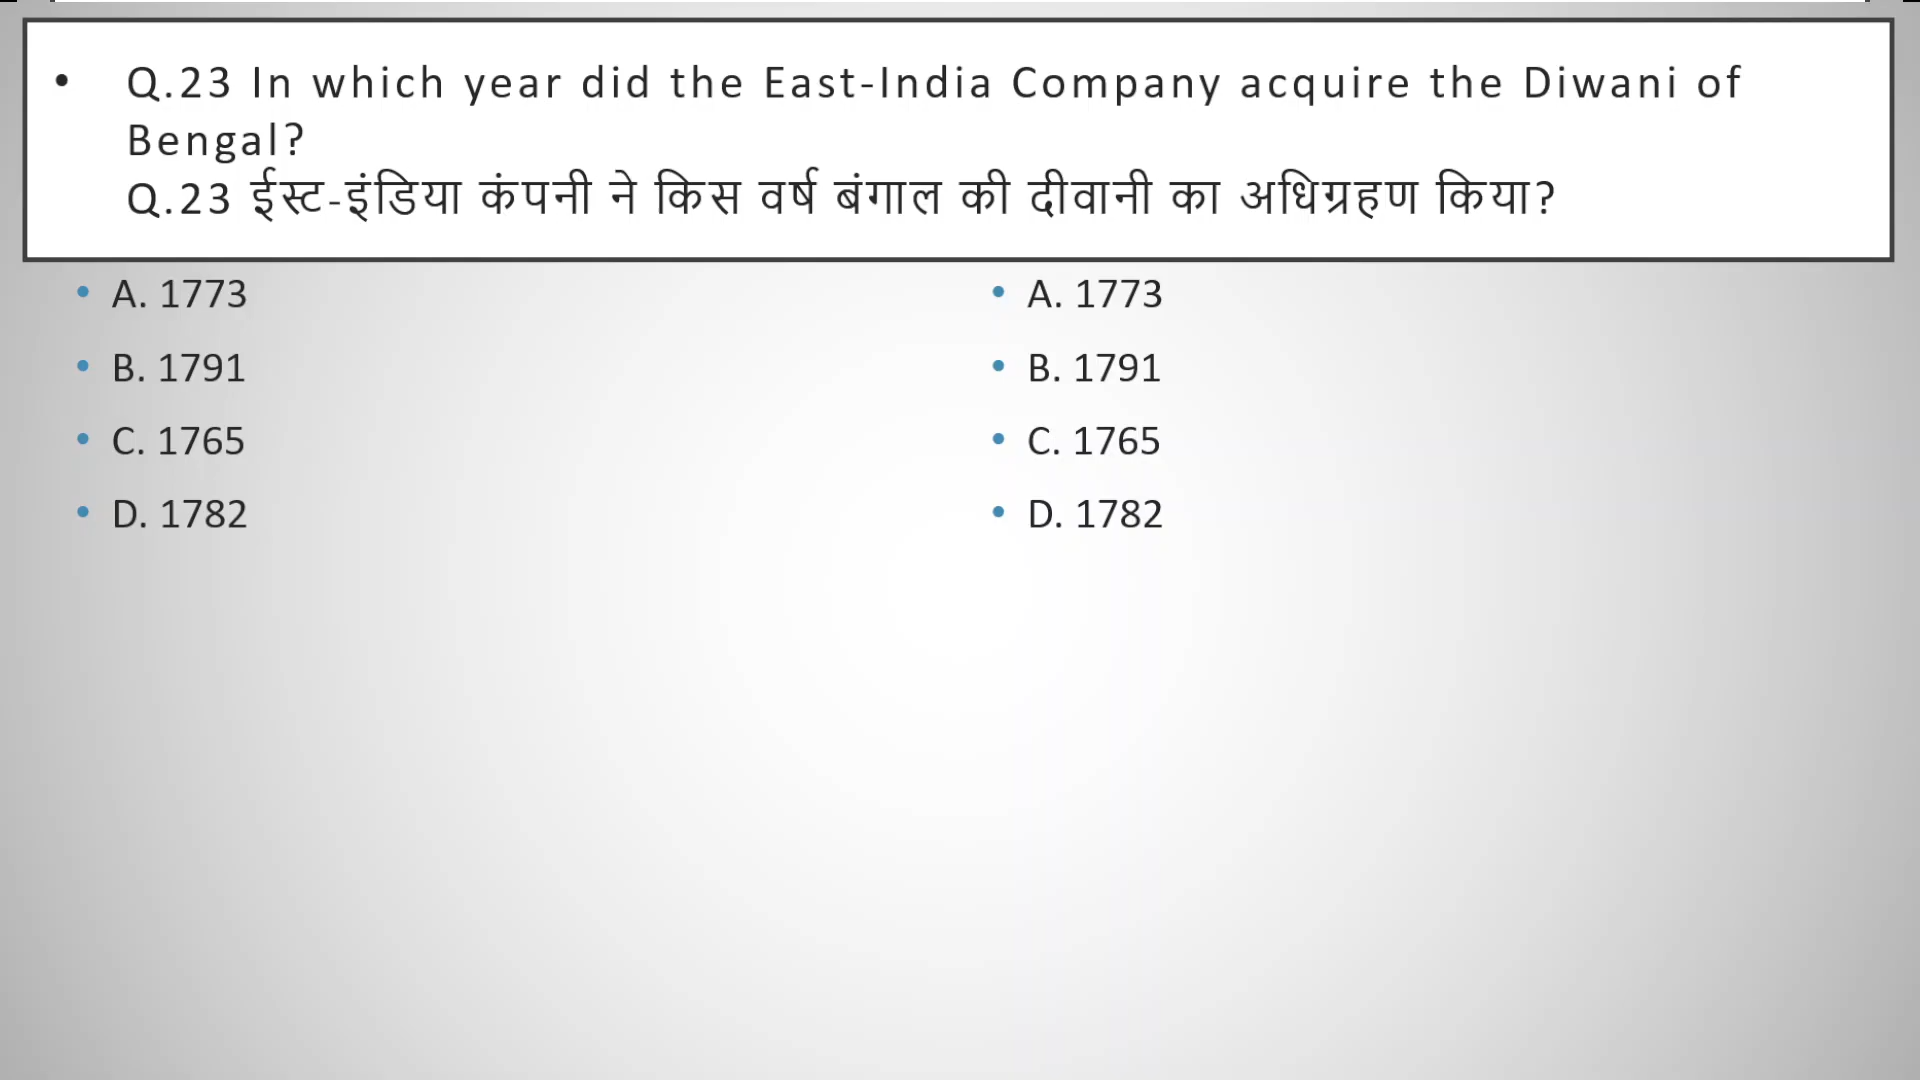 • Q.23 In which year did the East-India Company acquire the Diwani of
Bengal?
Q.23 ईस्ट-इंडिया कंपनी ने किस वर्ष बंगाल की दीवानी का अधिग्रहण किया?
• A. 1773
• B. 1791
• C. 1765
• D. 1782
• A. 1773
• B. 1791
• C. 1765
• D. 1782